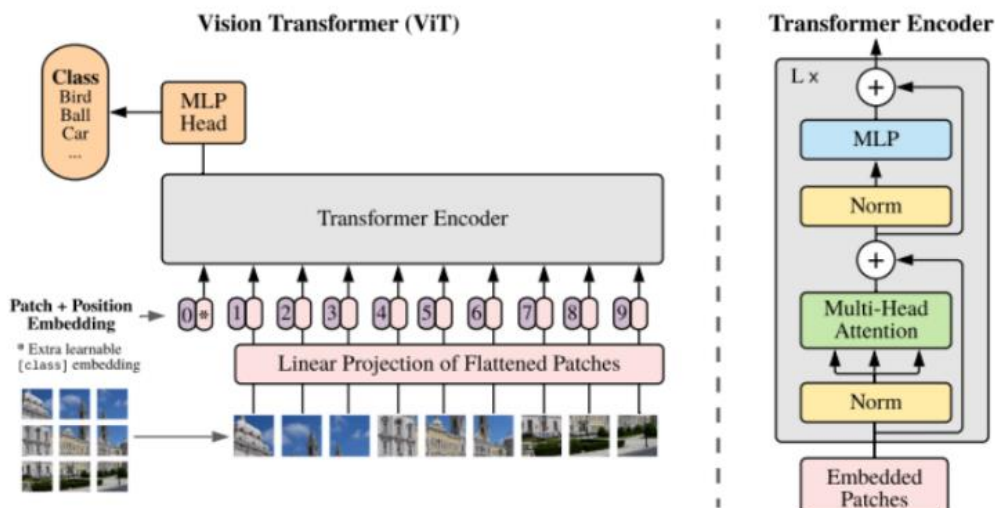 Vision Transformer (ViT)
Class
Bird
Ball
Car
...
MLP
Head
Transformer Encoder
Patch + Position
Embedding
* Extra learnable
[class] embedding
0 * 1 2 3 4 5 6 7 8 9
Linear Projection of Flattened Patches
Transformer Encoder
L x
+
MLP
Norm
+
Multi-Head
Attention
Norm
Embedded
Patches